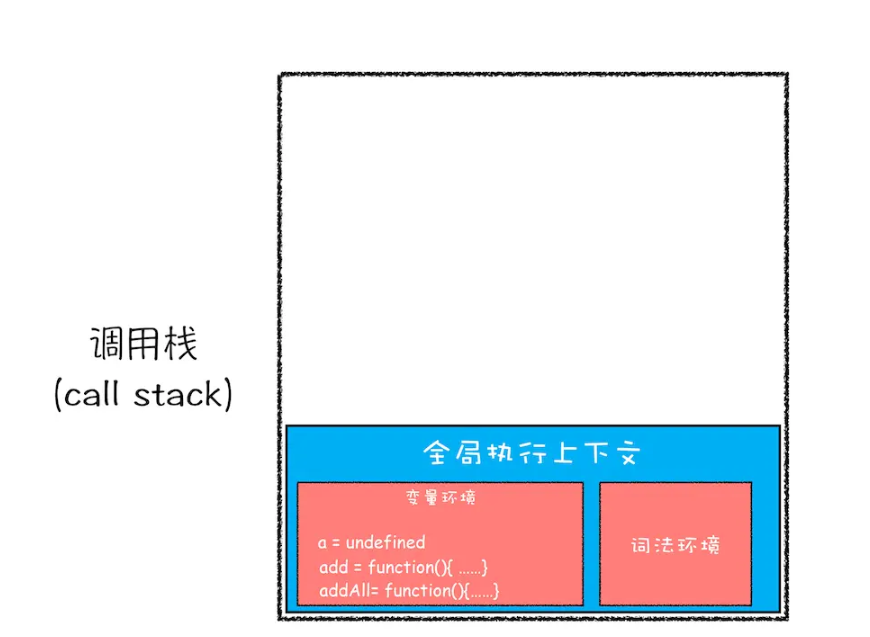 调用栈
(call stack)
全局执行上下文
变量环境
a = undefined
add = function(){ ......}
addAll= function(){......}
词法环境